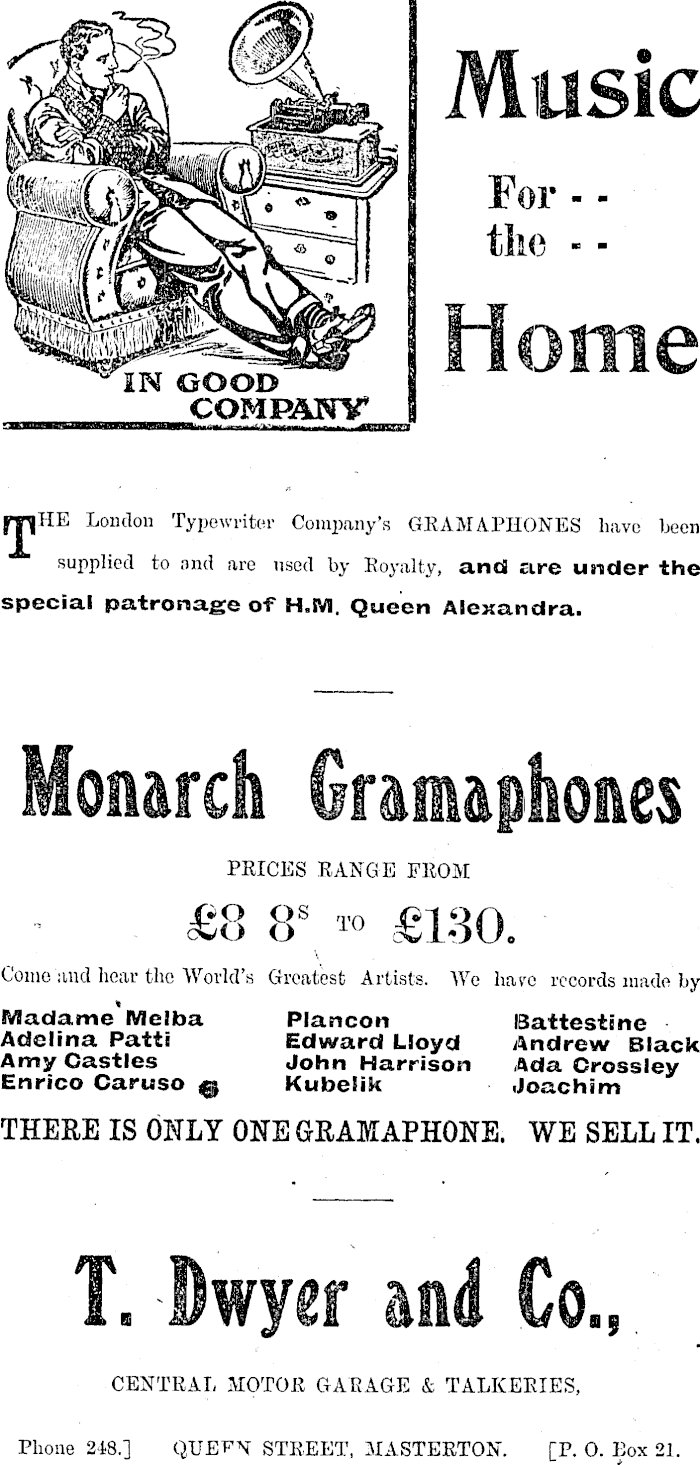 Music
For - -
the - -
Home
IN GOOD
COMPANY
THE London Typewriter Company's GRAMAPHONES have been
supplied to and are used by Royalty, and are under the
special patronage of H.M. Queen Alexandra.
Monarch Gramaphones
PRICES RANGE FROM
£8 8s TO £130.
Come and hear the World's Greatest Artists. We have records made by
Madame Melba Plancon Battestine
Adelina Patti Edward Lloyd Andrew Black
Amy Castles John Harrison Ada Crossley
Enrico Caruso Kubelik Joachim
THERE IS ONLY ONE GRAMAPHONE. WE SELL IT.
T. Dwyer and Co.,
CENTRAL MOTOR GARAGE & TALKERIES,
Phone 248.] QUEEN STREET, MASTERTON. [P. O. Box 21.